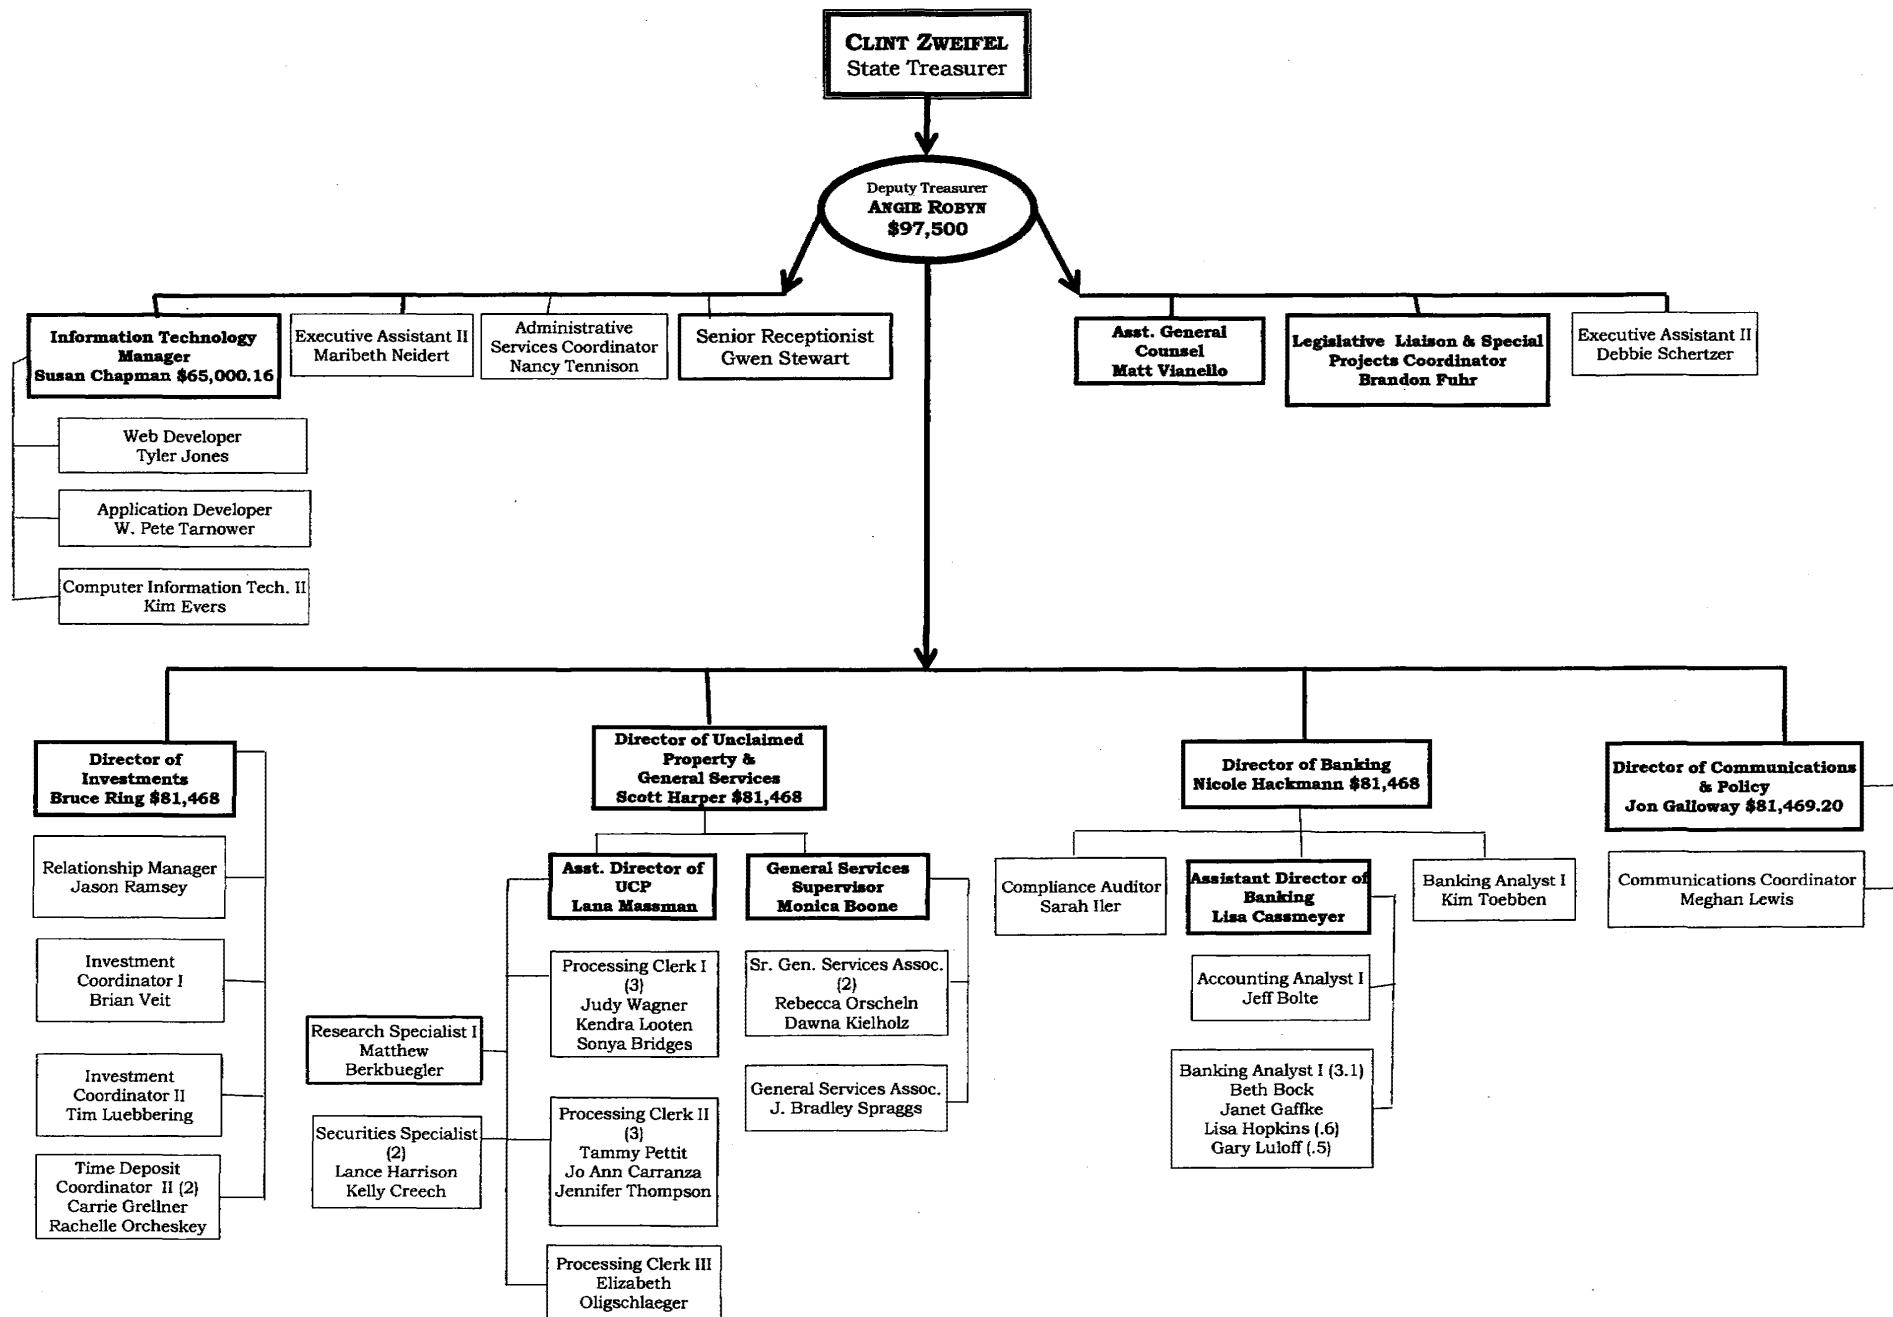 CLINT ZWEIFEL
State Treasurer
Deputy Treasurer
ANGIE ROBYN
$97,500
Information Technology
Manager
Susan Chapman $65,000.16
Executive Assistant II
Maribeth Neidert
Administrative
Services Coordinator
Nancy Tennison
Senior Receptionist
Gwen Stewart
Asst. General
Counsel
Matt Vianello
Legislative Liaison & Special
Projects Coordinator
Brandon Fuhr
Executive Assistant II
Debbie Schertzer
Web Developer
Tyler Jones
Application Developer
W. Pete Tarnower
Computer Information Tech. II
Kim Evers
Director of
Investments
Bruce Ring $81,468
Relationship Manager
Jason Ramsey
Investment
Coordinator I
Brian Veit
Investment
Coordinator II
Tim Luebbering
Time Deposit
Coordinator II (2)
Carrie Grellner
Rachelle Orcheskey
Director of Unclaimed
Property &
General Services
Scott Harper $81,468
Asst. Director of
UCP
Lana Massman
Research Specialist I
Matthew
Berkbuegler
Securities Specialist
(2)
Lance Harrison
Kelly Creech
Processing Clerk I
(3)
Judy Wagner
Kendra Looten
Sonya Bridges
Processing Clerk II
(3)
Tammy Pettit
Jo Ann Carranza
Jennifer Thompson
Processing Clerk III
Elizabeth
Oligschlaeger
General Services
Supervisor
Monica Boone
Sr. Gen. Services Assoc.
(2)
Rebecca Orscheln
Dawna Kielholz
General Services Assoc.
J. Bradley Spraggs
Director of Banking
Nicole Hackmann $81,468
Compliance Auditor
Sarah Iler
Assistant Director of
Banking
Lisa Cassmeyer
Banking Analyst I
Kim Toebben
Accounting Analyst I
Jeff Bolte
Banking Analyst I (3.1)
Beth Bock
Janet Gaffke
Lisa Hopkins (.6)
Gary Luloff (.5)
Director of Communications
& Policy
Jon Galloway $81,469.20
Communications Coordinator
Meghan Lewis